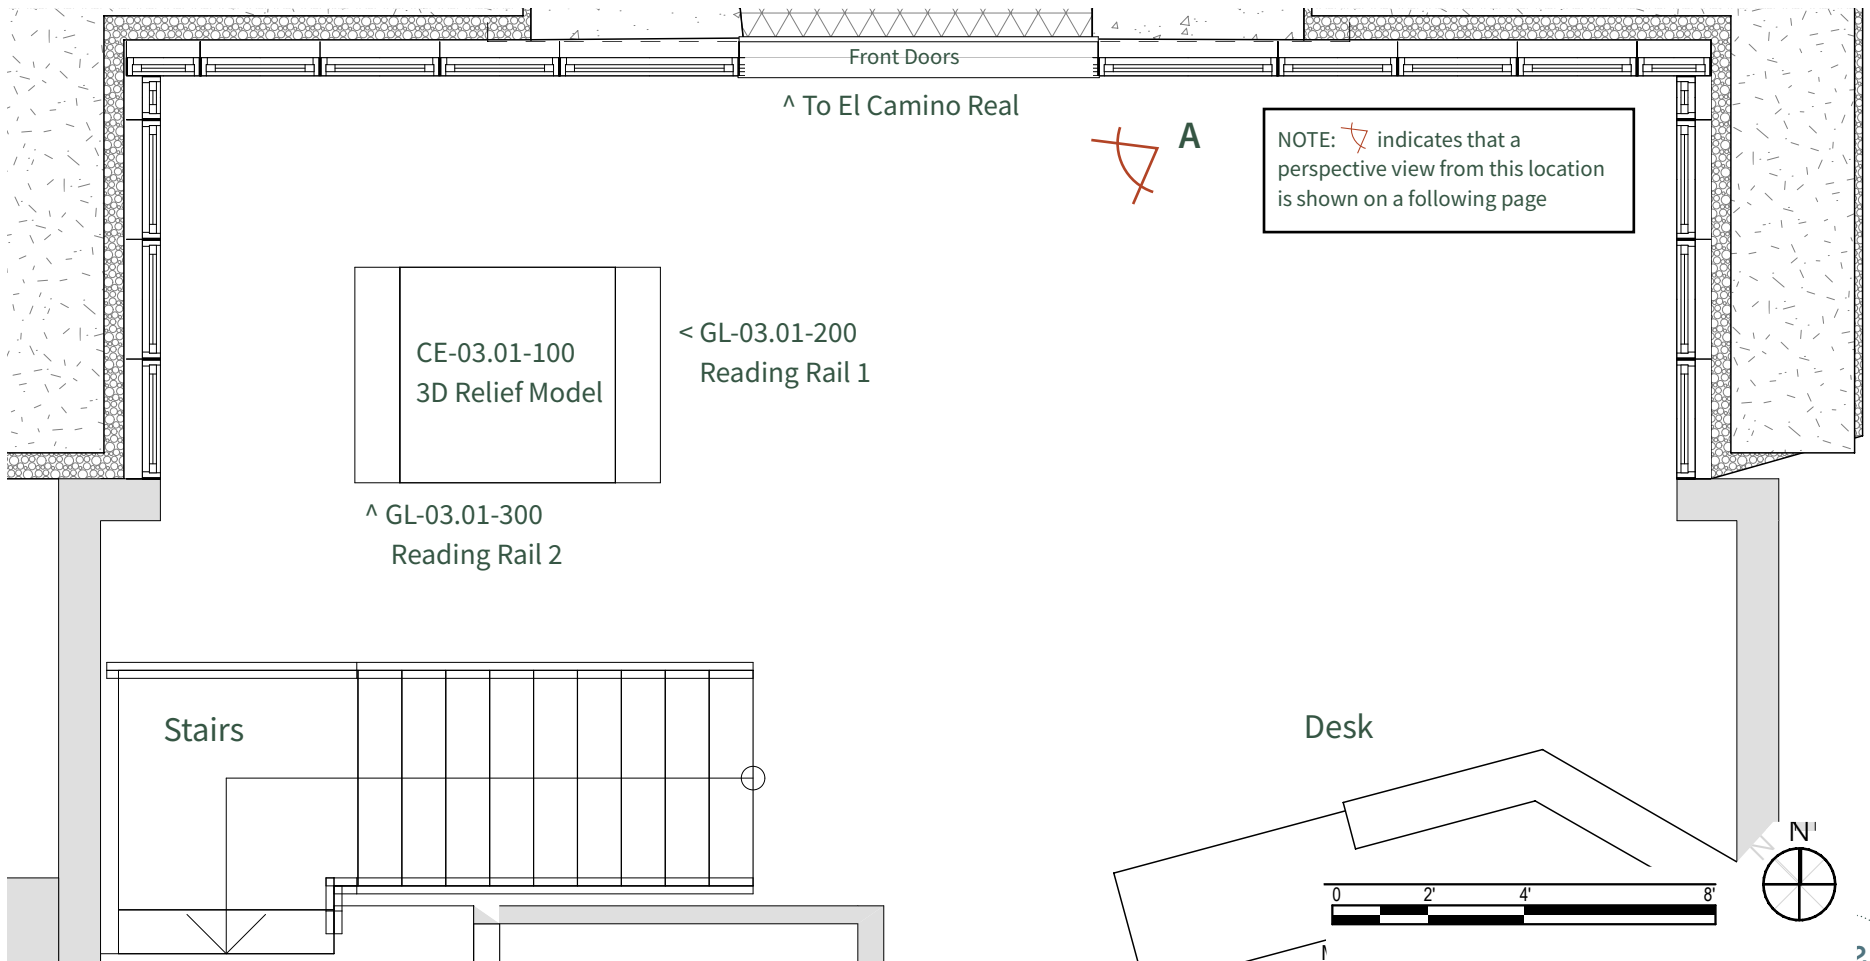 Front Doors
^ To El Camino Real
A
NOTE: indicates that a
perspective view from this location
is shown on a following page
< GL-03.01-200
Reading Rail 1
CE-03.01-100
3D Relief Model
^ GL-03.01-300
Reading Rail 2
Stairs
Desk
N
N
0 2' 4' 8'